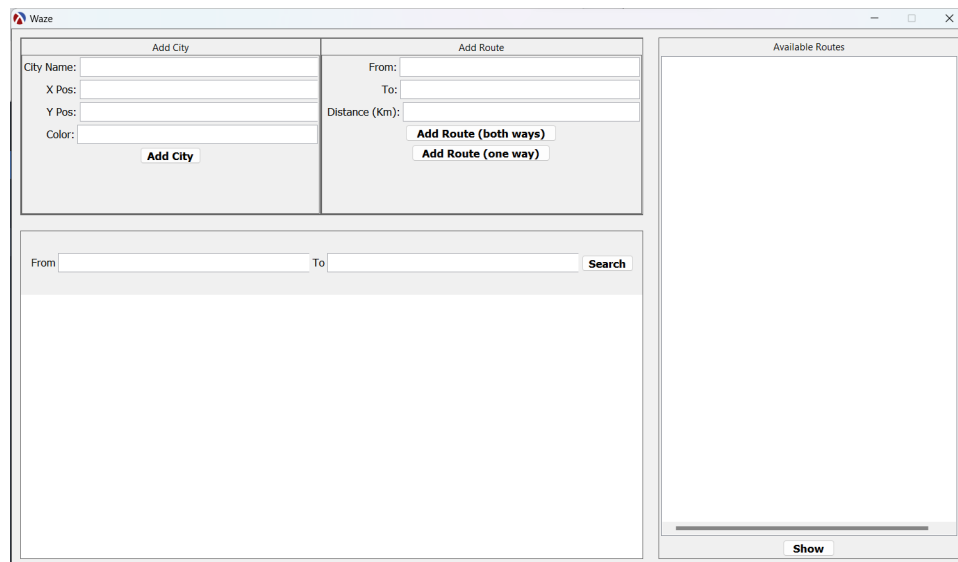 Waze
Add City
City Name:
X Pos:
Y Pos:
Color:
Add City
Add Route
From:
To:
Distance (Km):
Add Route (both ways)
Add Route (one way)
From
To
Search
Available Routes
Show